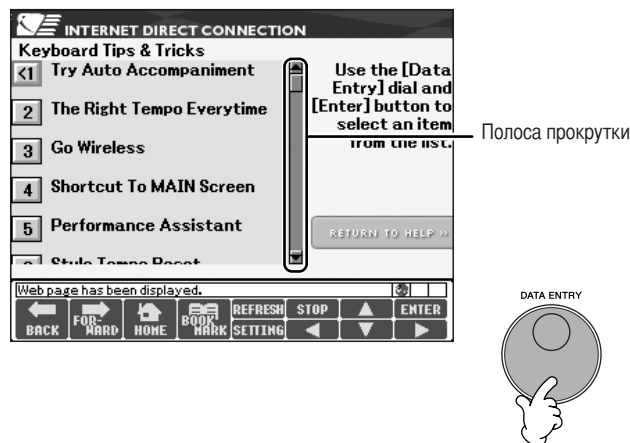 INTERNET DIRECT CONNECTION
Keyboard Tips & Tricks
<1 Try Auto Accompaniment
2 The Right Tempo Everytime
3 Go Wireless
4 Shortcut To MAIN Screen
5 Performance Assistant
Style Tempo Reset
Use the [Data
Entry] dial and
[Enter] button to
select an item
from the list.
RETURN TO HELP »
Полоса прокрутки
Web page has been displayed.
BACK
FOR-
WARD
HOME
BOOK
MARK
REFRESH
SETTING
STOP
ENTER
DATA ENTRY